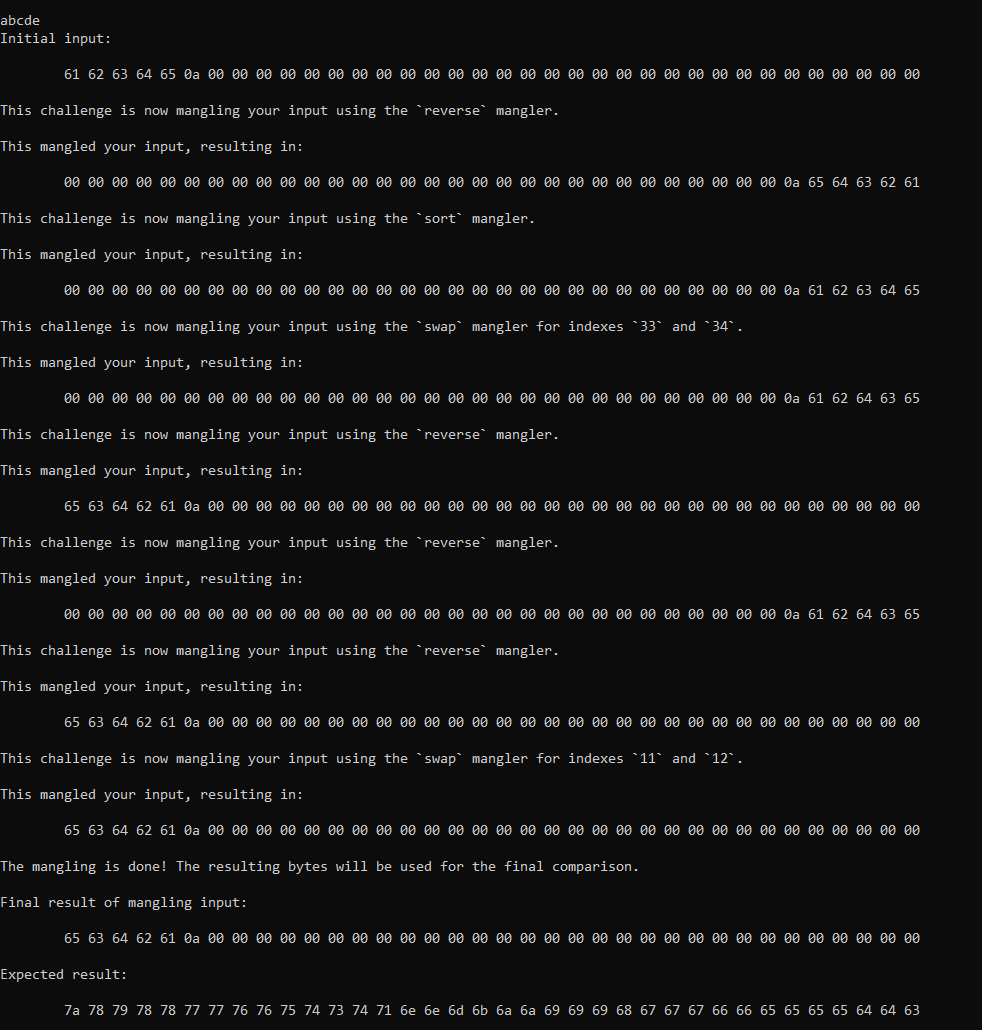 abcde
Initial input:
61 62 63 64 65 0a 00 00 00 00 00 00 00 00 00 00 00 00 00 00 00 00 00 00 00 00 00 00 00 00 00 00 00 00 00 00
This challenge is now mangling your input using the `reverse` mangler.
This mangled your input, resulting in:
00 00 00 00 00 00 00 00 00 00 00 00 00 00 00 00 00 00 00 00 00 00 00 00 00 00 00 00 00 00 0a 65 64 63 62 61
This challenge is now mangling your input using the `sort` mangler.
This mangled your input, resulting in:
00 00 00 00 00 00 00 00 00 00 00 00 00 00 00 00 00 00 00 00 00 00 00 00 00 00 00 00 00 00 0a 61 62 63 64 65
This challenge is now mangling your input using the `swap` mangler for indexes `33` and `34`.
This mangled your input, resulting in:
00 00 00 00 00 00 00 00 00 00 00 00 00 00 00 00 00 00 00 00 00 00 00 00 00 00 00 00 00 00 0a 61 62 64 63 65
This challenge is now mangling your input using the `reverse` mangler.
This mangled your input, resulting in:
65 63 64 62 61 0a 00 00 00 00 00 00 00 00 00 00 00 00 00 00 00 00 00 00 00 00 00 00 00 00 00 00 00 00 00 00
This challenge is now mangling your input using the `reverse` mangler.
This mangled your input, resulting in:
00 00 00 00 00 00 00 00 00 00 00 00 00 00 00 00 00 00 00 00 00 00 00 00 00 00 00 00 00 00 0a 61 62 64 63 65
This challenge is now mangling your input using the `reverse` mangler.
This mangled your input, resulting in:
65 63 64 62 61 0a 00 00 00 00 00 00 00 00 00 00 00 00 00 00 00 00 00 00 00 00 00 00 00 00 00 00 00 00 00 00
This challenge is now mangling your input using the `swap` mangler for indexes `11` and `12`.
This mangled your input, resulting in:
65 63 64 62 61 0a 00 00 00 00 00 00 00 00 00 00 00 00 00 00 00 00 00 00 00 00 00 00 00 00 00 00 00 00 00 00
The mangling is done! The resulting bytes will be used for the final comparison.
Final result of mangling input:
65 63 64 62 61 0a 00 00 00 00 00 00 00 00 00 00 00 00 00 00 00 00 00 00 00 00 00 00 00 00 00 00 00 00 00 00
Expected result:
7a 78 79 78 78 77 77 76 76 75 74 73 74 71 6e 6e 6d 6b 6a 6a 69 69 69 68 67 67 67 66 66 65 65 65 65 64 64 63